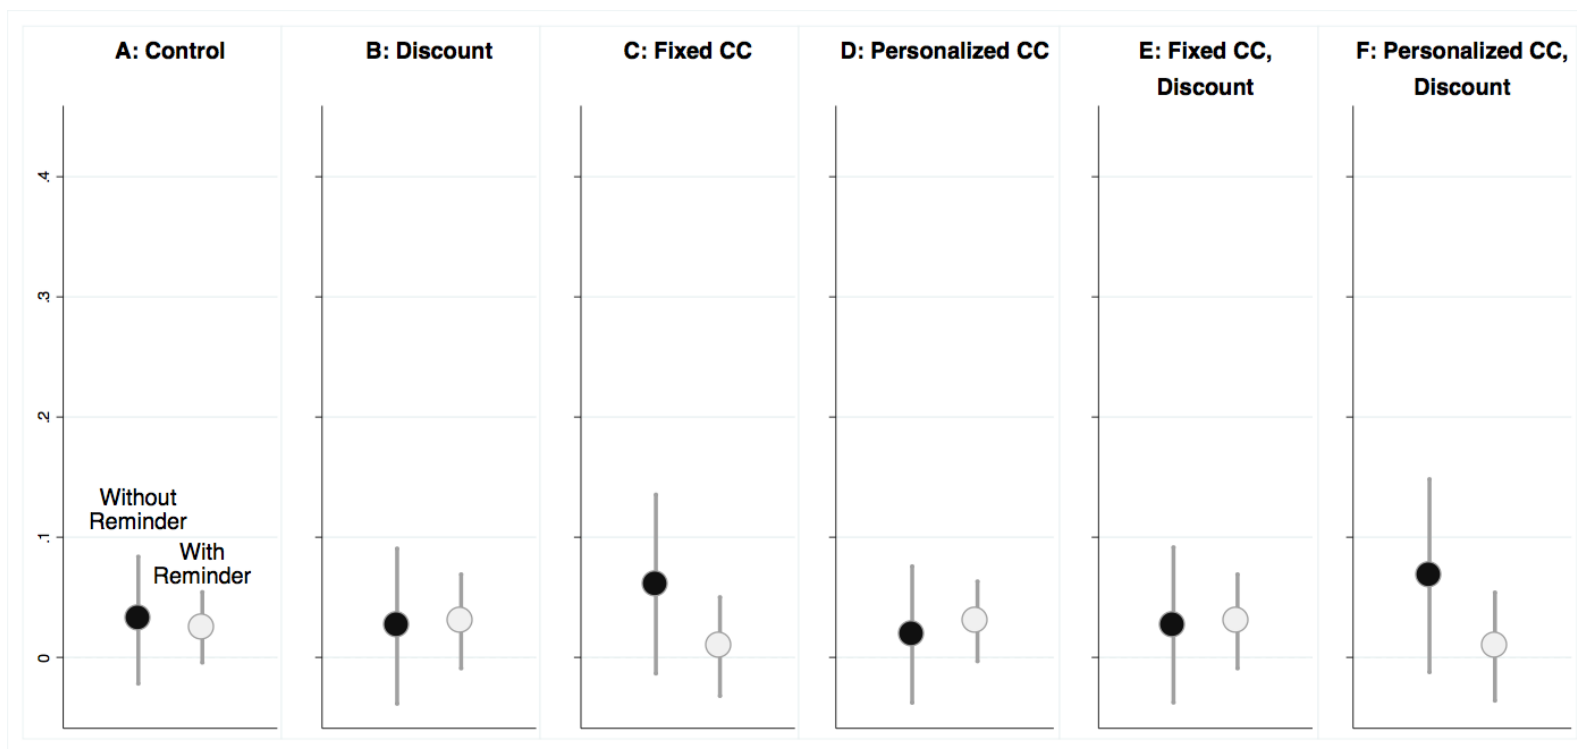 A: Control
B: Discount
C: Fixed CC
D: Personalized CC
E: Fixed CC,
Discount
F: Personalized CC,
Discount
.4
.3
.2
.1
0
Without
Reminder
With
Reminder